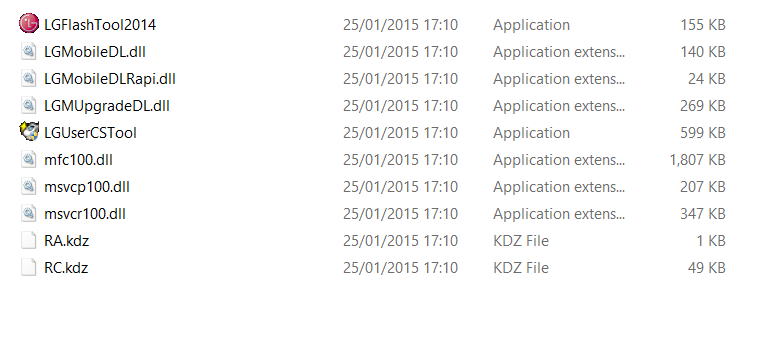 LGFlashTool2014 25/01/2015 17:10 Application 155 KB
LGMobileDL.dll 25/01/2015 17:10 Application extens... 140 KB
LGMobileDLRapi.dll 25/01/2015 17:10 Application extens... 24 KB
LGMUpgradeDL.dll 25/01/2015 17:10 Application extens... 269 KB
LGUserCSTool 25/01/2015 17:10 Application 599 KB
mfc100.dll 25/01/2015 17:10 Application extens... 1,807 KB
msvcp100.dll 25/01/2015 17:10 Application extens... 207 KB
msvcr100.dll 25/01/2015 17:10 Application extens... 347 KB
RA.kdz 25/01/2015 17:10 KDZ File 1 KB
RC.kdz 25/01/2015 17:10 KDZ File 49 KB